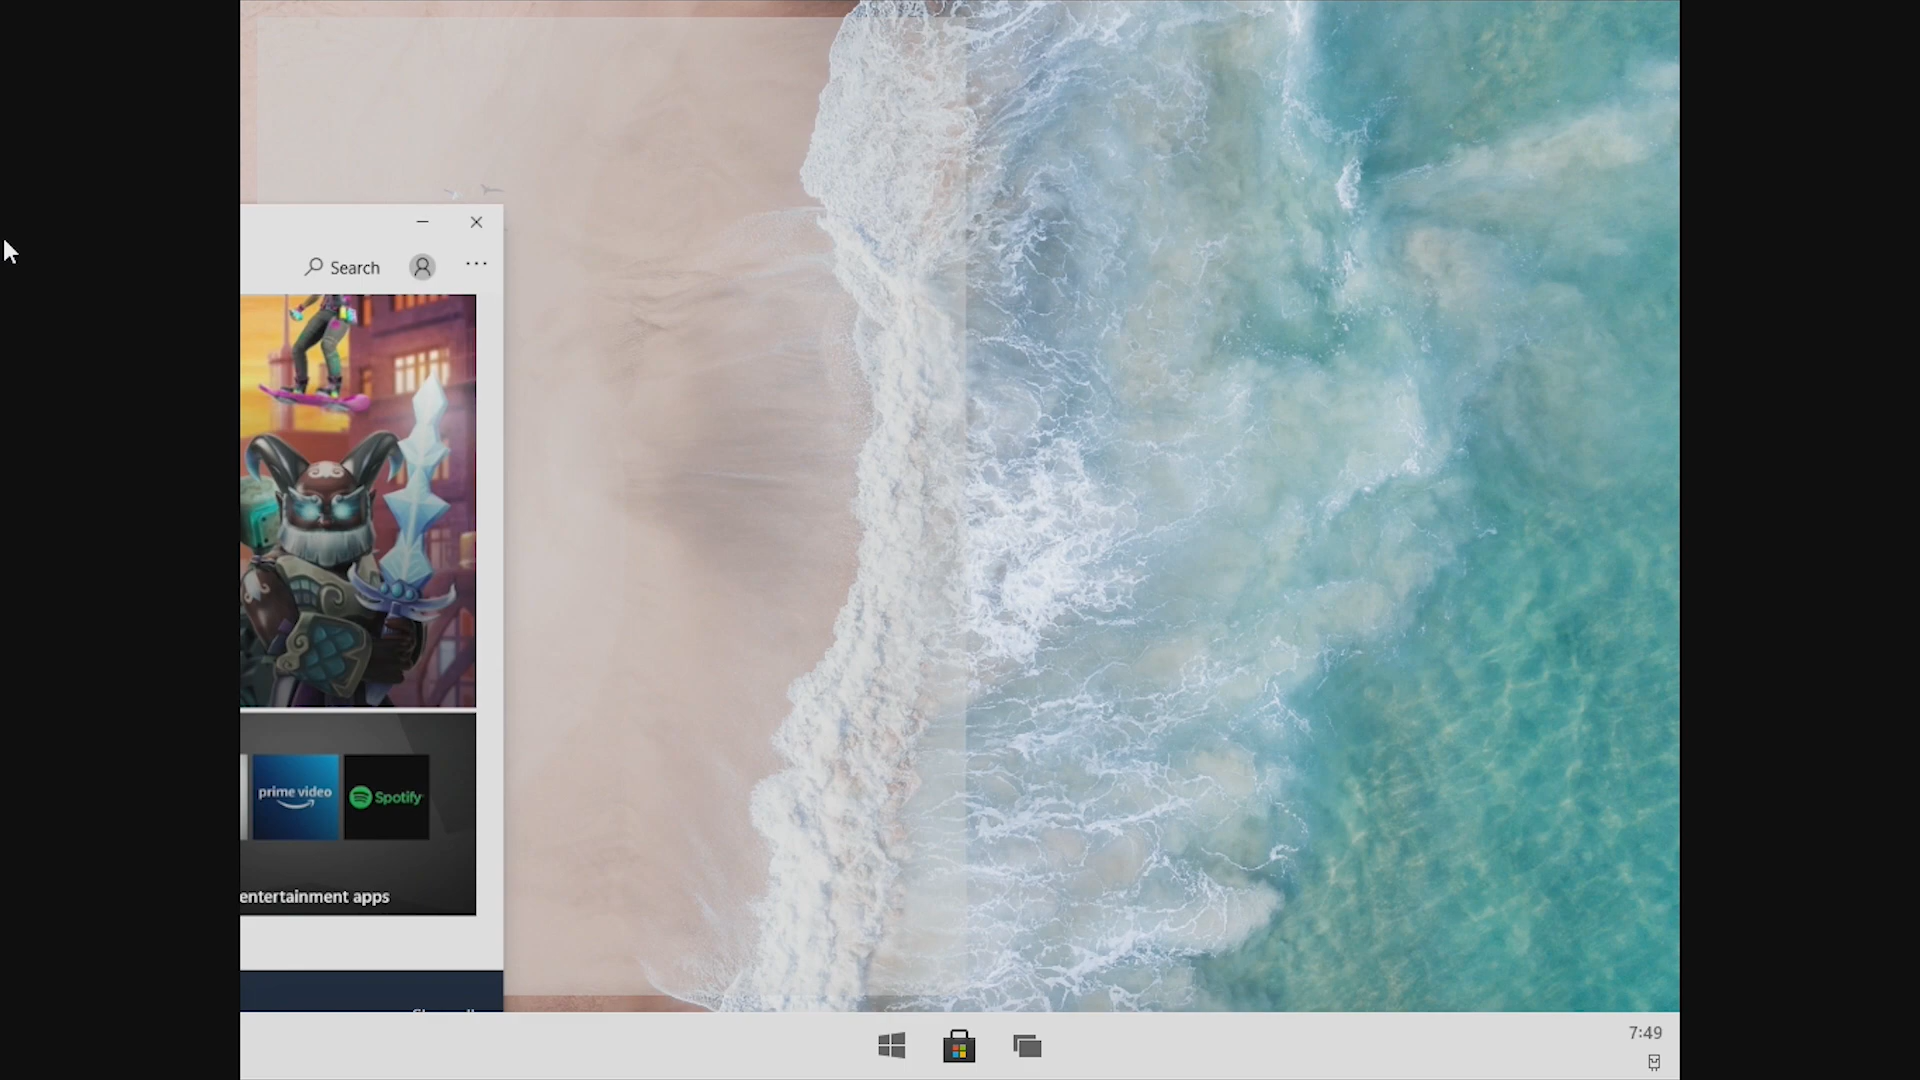 Search
prime video
Spotify
entertainment apps
7:49